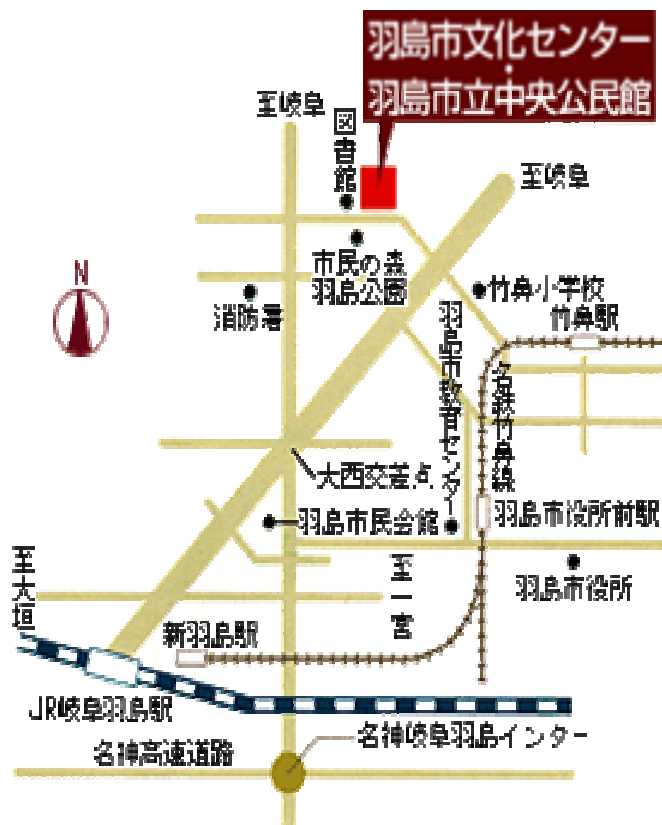 羽島市文化センター
・
羽島市立中央公民館
至岐阜
図書館
至岐阜
N
市民の森
羽島公園
消防署
竹鼻小学校
竹鼻駅
羽島市教育センター
名鉄竹鼻線
大西交差点
羽島市民会館
羽島市役所前駅
至大垣
至一宮
羽島市役所
新羽島駅
JR岐阜羽島駅
名神岐阜羽島インター
名神高速道路